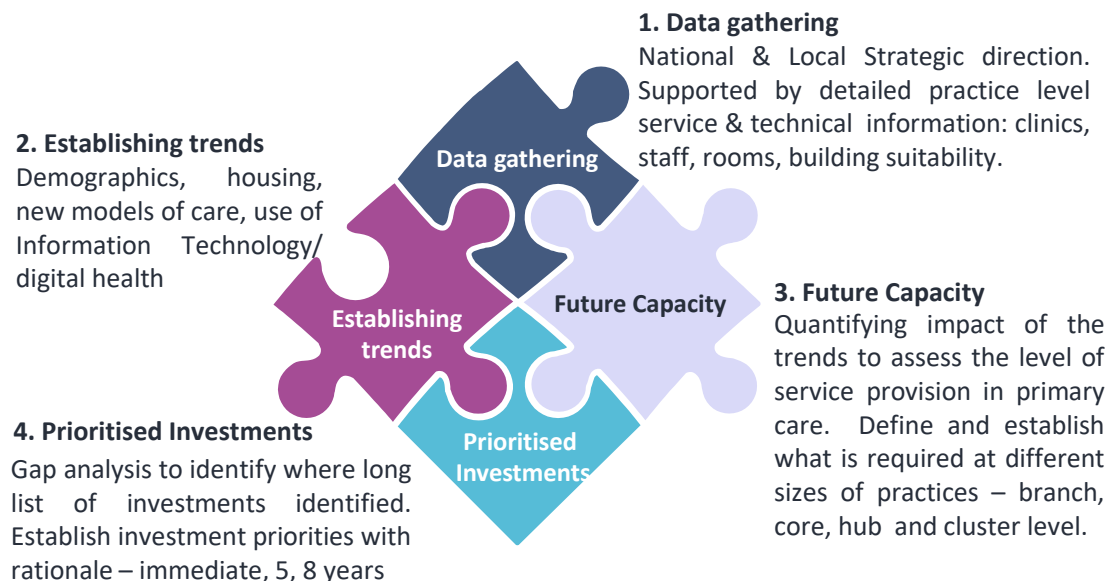 1. Data gathering
National & Local Strategic direction.
Supported by detailed practice level
service & technical information: clinics,
staff, rooms, building suitability.
2. Establishing trends
Demographics, housing,
new models of care, use of
Information Technology/
digital health
Data gathering
Establishing
trends
Future Capacity
Prioritised
Investments
3. Future Capacity
Quantifying impact of the
trends to assess the level of
service provision in primary
care. Define and establish
what is required at different
sizes of practices – branch,
core, hub and cluster level.
4. Prioritised Investments
Gap analysis to identify where long
list of investments identified.
Establish investment priorities with
rationale – immediate, 5, 8 years